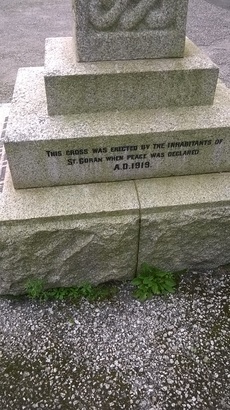 THIS CROSS WAS ERECTED BY THE INHABITANTS OF
ST GORAN WHEN PEACE WAS DECLARED
A.D. 1919.